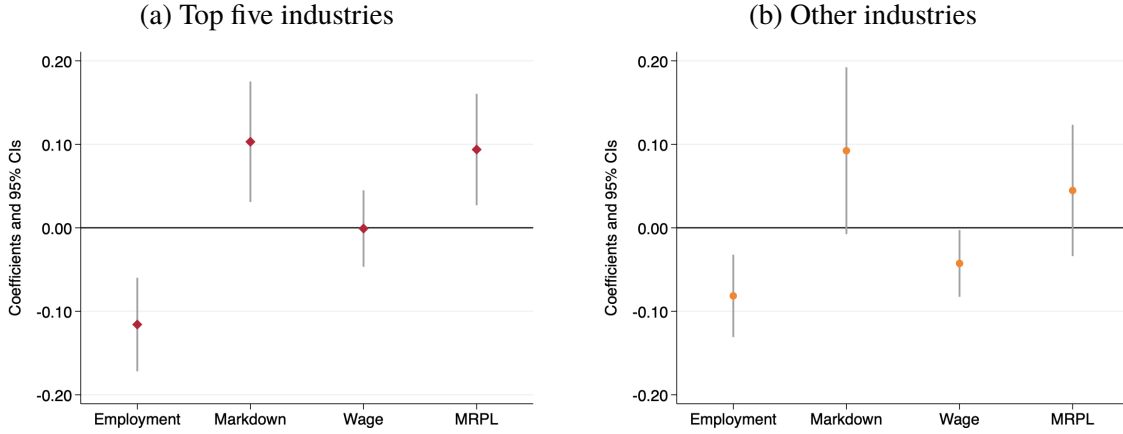 (a) Top five industries
Coefficients and 95% CIs
0.20
0.10
0.00
-0.10
-0.20
Employment Markdown Wage MRPL
(b) Other industries
Coefficients and 95% CIs
0.20
0.10
0.00
-0.10
-0.20
Employment Markdown Wage MRPL